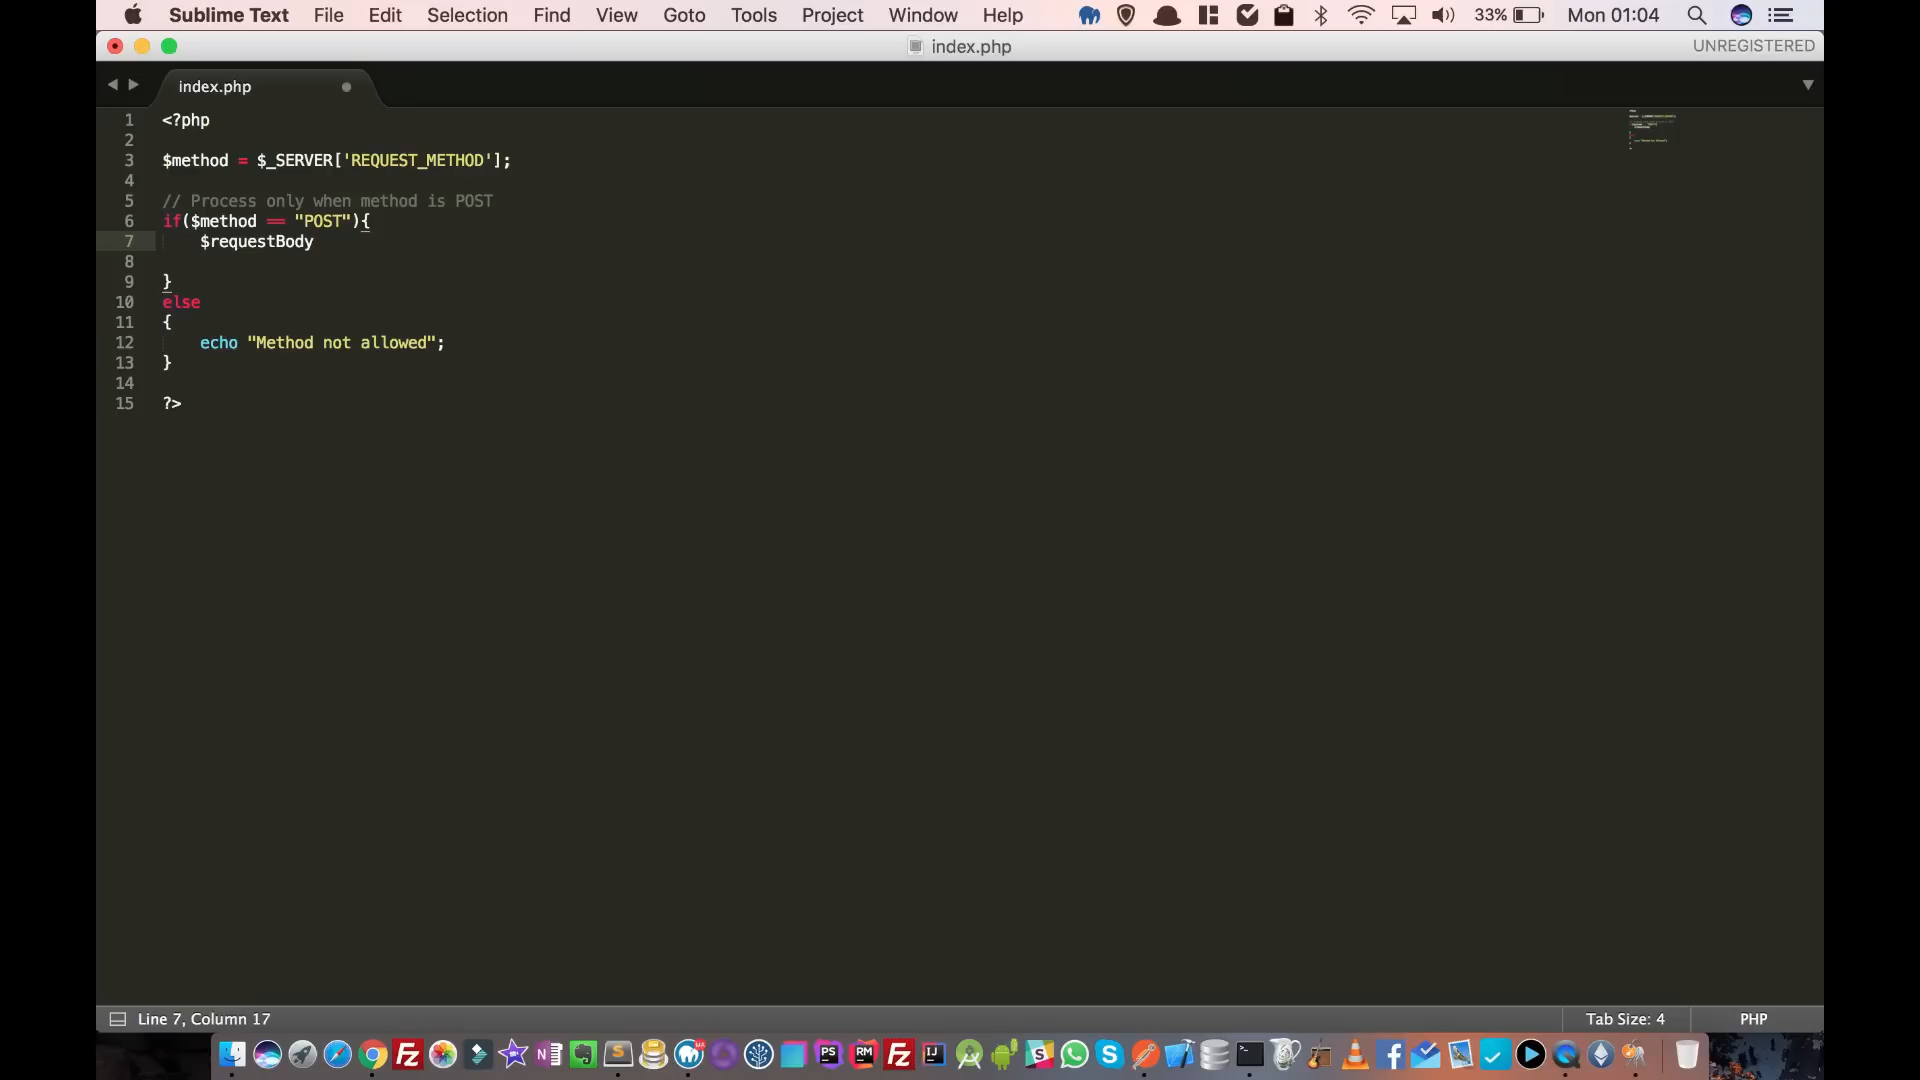 Sublime Text File Edit Selection Find View Goto Tools Project Window Help 33% Mon 01:04
index.php UNREGISTERED
index.php
1 <?php
2
3 $method = $_SERVER['REQUEST_METHOD'];
4
5 // Process only when method is POST
6 if($method == "POST"){
7 $requestBody
8
9 }
10 else
11 {
12 echo "Method not allowed";
13 }
14
15 ?>
Line 7, Column 17 Tab Size: 4 PHP